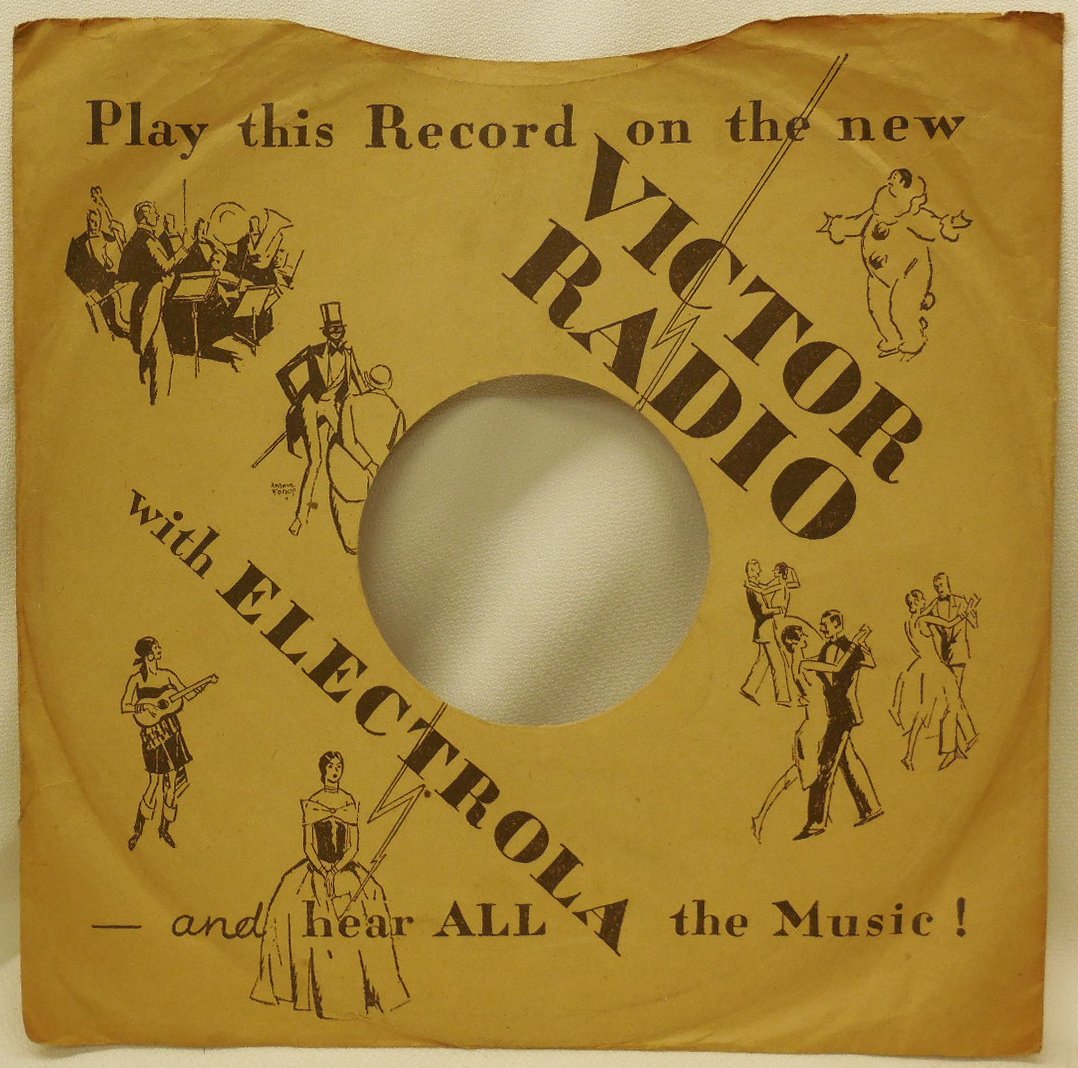 Play this Record on the new
VICTOR
RADIO
with ELECTROLA
— and hear ALL the Music !